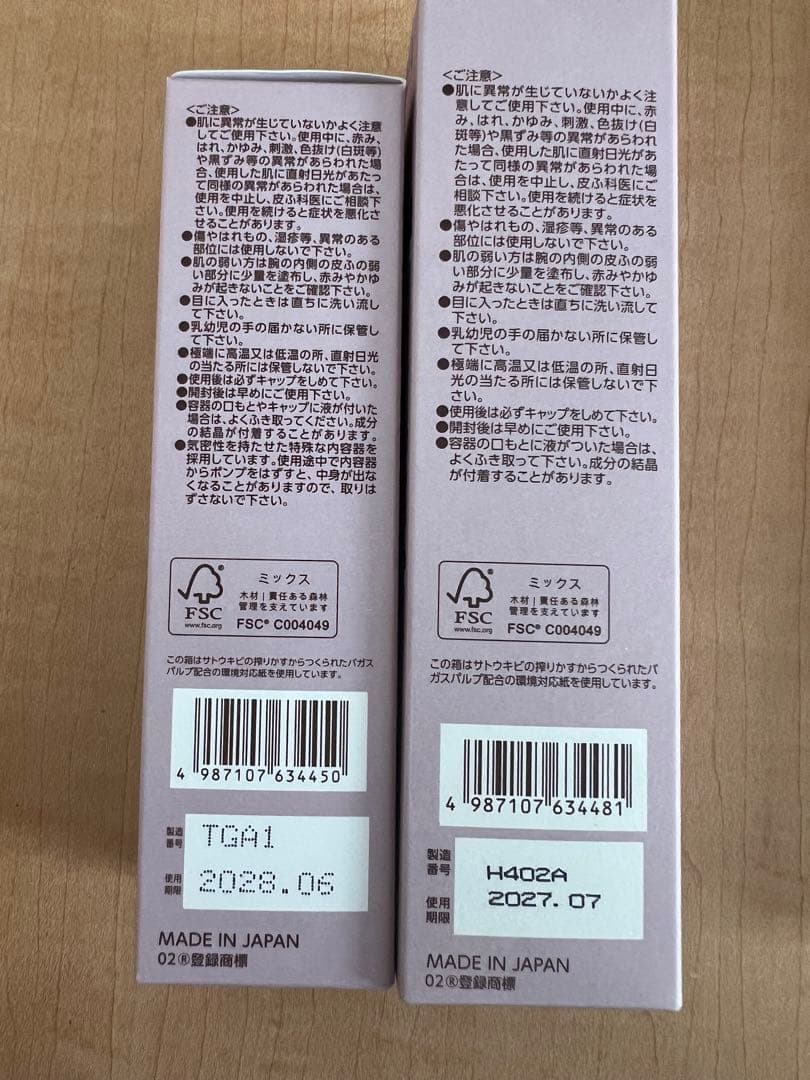 <ご注意>
●肌に異常が生じていないかよく注意
してご使用下さい。使用中に、赤み、
はれ、かゆみ、刺激、色抜け(白斑等)
や黒ずみ等の異常があらわれた場
合、使用した肌に直射日光があたっ
て同様の異常があらわれた場合は、
使用を中止し、皮ふ科医にご相談下
さい。使用を続けると症状を悪化さ
せることがあります。
●傷やはれもの、湿疹等、異常のある
部位には使用しないで下さい。
●肌の弱い方は腕の内側の皮ふの弱
い部分に少量を塗布し、赤みやかゆ
みが起きないことをご確認下さい。
●目に入ったときは直ちに洗い流し
て下さい。
●乳幼児の手の届かない所に保管し
て下さい。
●極端に高温又は低温の所、直射日光
の当たる所には保管しないで下さい。
●使用後は必ずキャップをしめて下さい。
●開封後は早めにご使用下さい。
●容器の口もとやキャップに液が付いた
場合は、よくふき取ってください。成分
の結晶が付着することがあります。
●気密性を持たせた特殊な内容器を
採用しています。使用途中で内容器
からポンプをはずすと、中身が出な
くなることがありますので、取りは
ずさないで下さい。
FSC
www.fsc.org
ミックス
木材|責任ある森林
管理を支えています
FSC® C004049
この箱はサトウキビの搾りかすからつくられたバガス
パルプ配合の環境対応紙を使用しています。
4 987107 634450
製造
番号
TGA1
使用
期限
2028.06
MADE IN JAPAN
02®登録商標
<ご注意>
●肌に異常が生じていないかよく注
意してご使用下さい。使用中に、赤
み、はれ、かゆみ、刺激、色抜け(白
斑等)や黒ずみ等の異常があらわれ
た場合、使用した肌に直射日光があ
たって同様の異常があらわれた場
合は、使用を中止し、皮ふ科医にご
相談下さい。使用を続けると症状を
悪化させることがあります。
●傷やはれもの、湿疹等、異常のある
部位には使用しないで下さい。
●肌の弱い方は腕の内側の皮ふの弱
い部分に少量を塗布し、赤みやかゆ
みが起きないことをご確認下さい。
●目に入ったときは直ちに洗い流し
て下さい。
●乳幼児の手の届かない所に保管し
て下さい。
●極端に高温又は低温の所、直射日
光の当たる所には保管しないで下
さい。
●使用後は必ずキャップをしめて下さい。
●開封後は早めにご使用下さい。
●容器の口もとに液がついた場合は、
よくふき取って下さい。成分の結晶
が付着することがあります。
FSC
www.fsc.org
ミックス
木材|責任ある森林
管理を支えています
FSC® C004049
この箱はサトウキビの搾りかすからつくられたバ
ガスパルプ配合の環境対応紙を使用しています。
4 987107 634481
製造
番号
H402A
使用
期限
2027.07
MADE IN JAPAN
02®登録商標